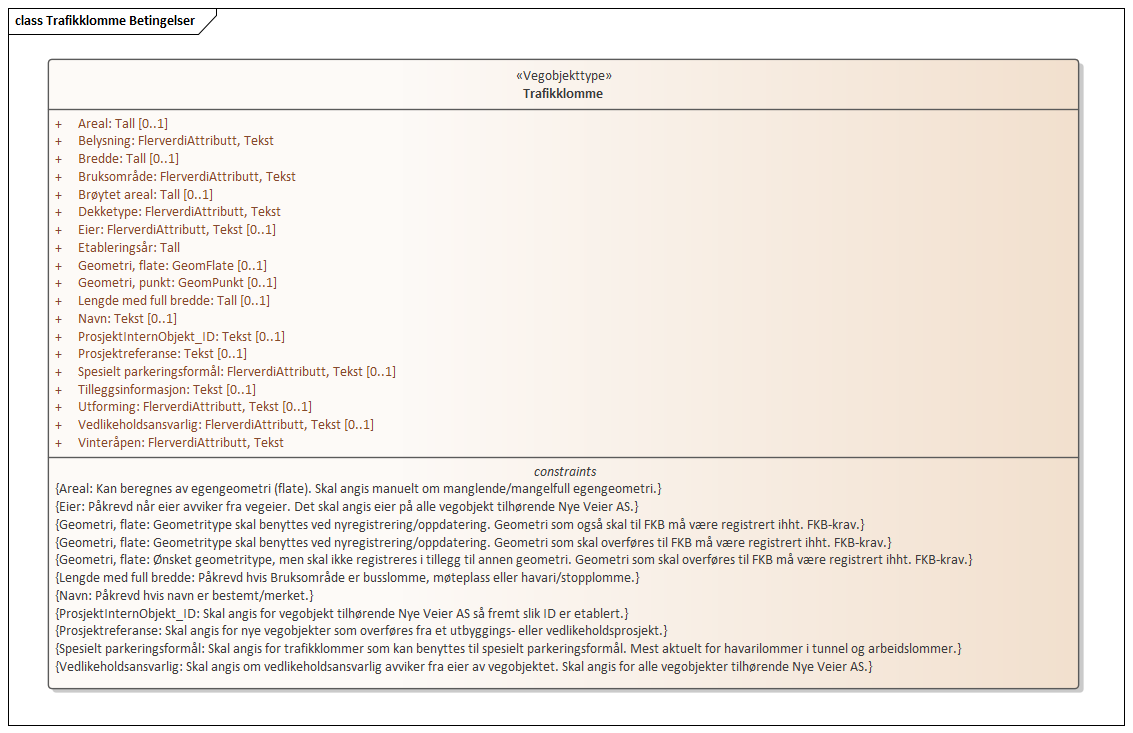 class Trafikklomme Betingelser
«Vegobjekttype»
Trafikklomme
+ Areal: Tall [0..1]
+ Belysning: FlerverdiAttributt, Tekst
+ Bredde: Tall [0..1]
+ Bruksområde: FlerverdiAttributt, Tekst
+ Brøytet areal: Tall [0..1]
+ Dekketype: FlerverdiAttributt, Tekst
+ Eier: FlerverdiAttributt, Tekst [0..1]
+ Etableringsår: Tall
+ Geometri, flate: GeomFlate [0..1]
+ Geometri, punkt: GeomPunkt [0..1]
+ Lengde med full bredde: Tall [0..1]
+ Navn: Tekst [0..1]
+ ProsjektInternObjekt_ID: Tekst [0..1]
+ Prosjektreferanse: Tekst [0..1]
+ Spesielt parkeringsformål: FlerverdiAttributt, Tekst [0..1]
+ Tilleggsinformasjon: Tekst [0..1]
+ Utforming: FlerverdiAttributt, Tekst [0..1]
+ Vedlikeholdsansvarlig: FlerverdiAttributt, Tekst [0..1]
+ Vinteråpen: FlerverdiAttributt, Tekst
constraints
{Areal: Kan beregnes av egengeometri (flate). Skal angis manuelt om manglende/mangelfull egengeometri.}
{Eier: Påkrevd når eier avviker fra vegeier. Det skal angis eier på alle vegobjekt tilhørende Nye Veier AS.}
{Geometri, flate: Geometritype skal benyttes ved nyregistrering/oppdatering. Geometri som også skal til FKB må være registrert ihht. FKB-krav.}
{Geometri, flate: Geometritype skal benyttes ved nyregistrering/oppdatering. Geometri som skal overføres til FKB må være registrert ihht. FKB-krav.}
{Geometri, flate: Ønsket geometritype, men skal ikke registreres i tillegg til annen geometri. Geometri som skal overføres til FKB må være registrert ihht. FKB-krav.}
{Lengde med full bredde: Påkrevd hvis Bruksområde er busslomme, møteplass eller havari/stopplomme.}
{Navn: Påkrevd hvis navn er bestemt/merket.}
{ProsjektInternObjekt_ID: Skal angis for vegobjekt tilhørende Nye Veier AS så fremt slik ID er etablert.}
{Prosjektreferanse: Skal angis for nye vegobjekter som overføres fra et utbyggings- eller vedlikeholdsprosjekt.}
{Spesielt parkeringsformål: Skal angis for trafikklommer som kan benyttes til spesielt parkeringsformål. Mest aktuelt for havarilommer i tunnel og arbeidslommer.}
{Vedlikeholdsansvarlig: Skal angis om vedlikeholdsansvarlig avviker fra eier av vegobjektet. Skal angis for alle vegobjekter tilhørende Nye Veier AS.}